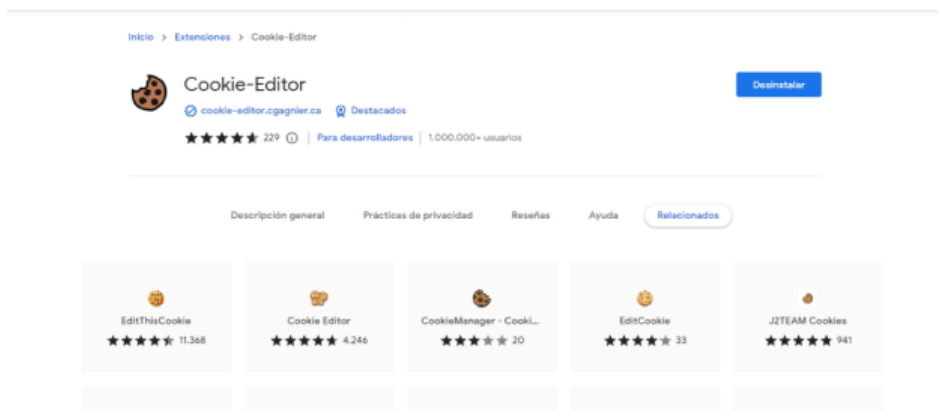 Inicio > Extensiones > Cookie-Editor
Cookie-Editor
Desinstalar
cookie-editor.cgagnier.ca Destacados
229 Para desarrolladores 1.000.000+ usuarios
Descripción general Prácticas de privacidad Reseñas Ayuda Relacionados
EditThisCookie
11.368
Cookie Editor
4.246
CookieManager - Cooki...
20
EditCookie
33
J2TEAM Cookies
941